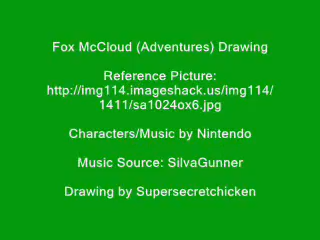 Fox McCloud (Adventures) Drawing
Reference Picture:
http://img114.imageshack.us/img114/
1411/sa1024ox6.jpg
Characters/Music by Nintendo
Music Source: SilvaGunner
Drawing by Supersecretchicken